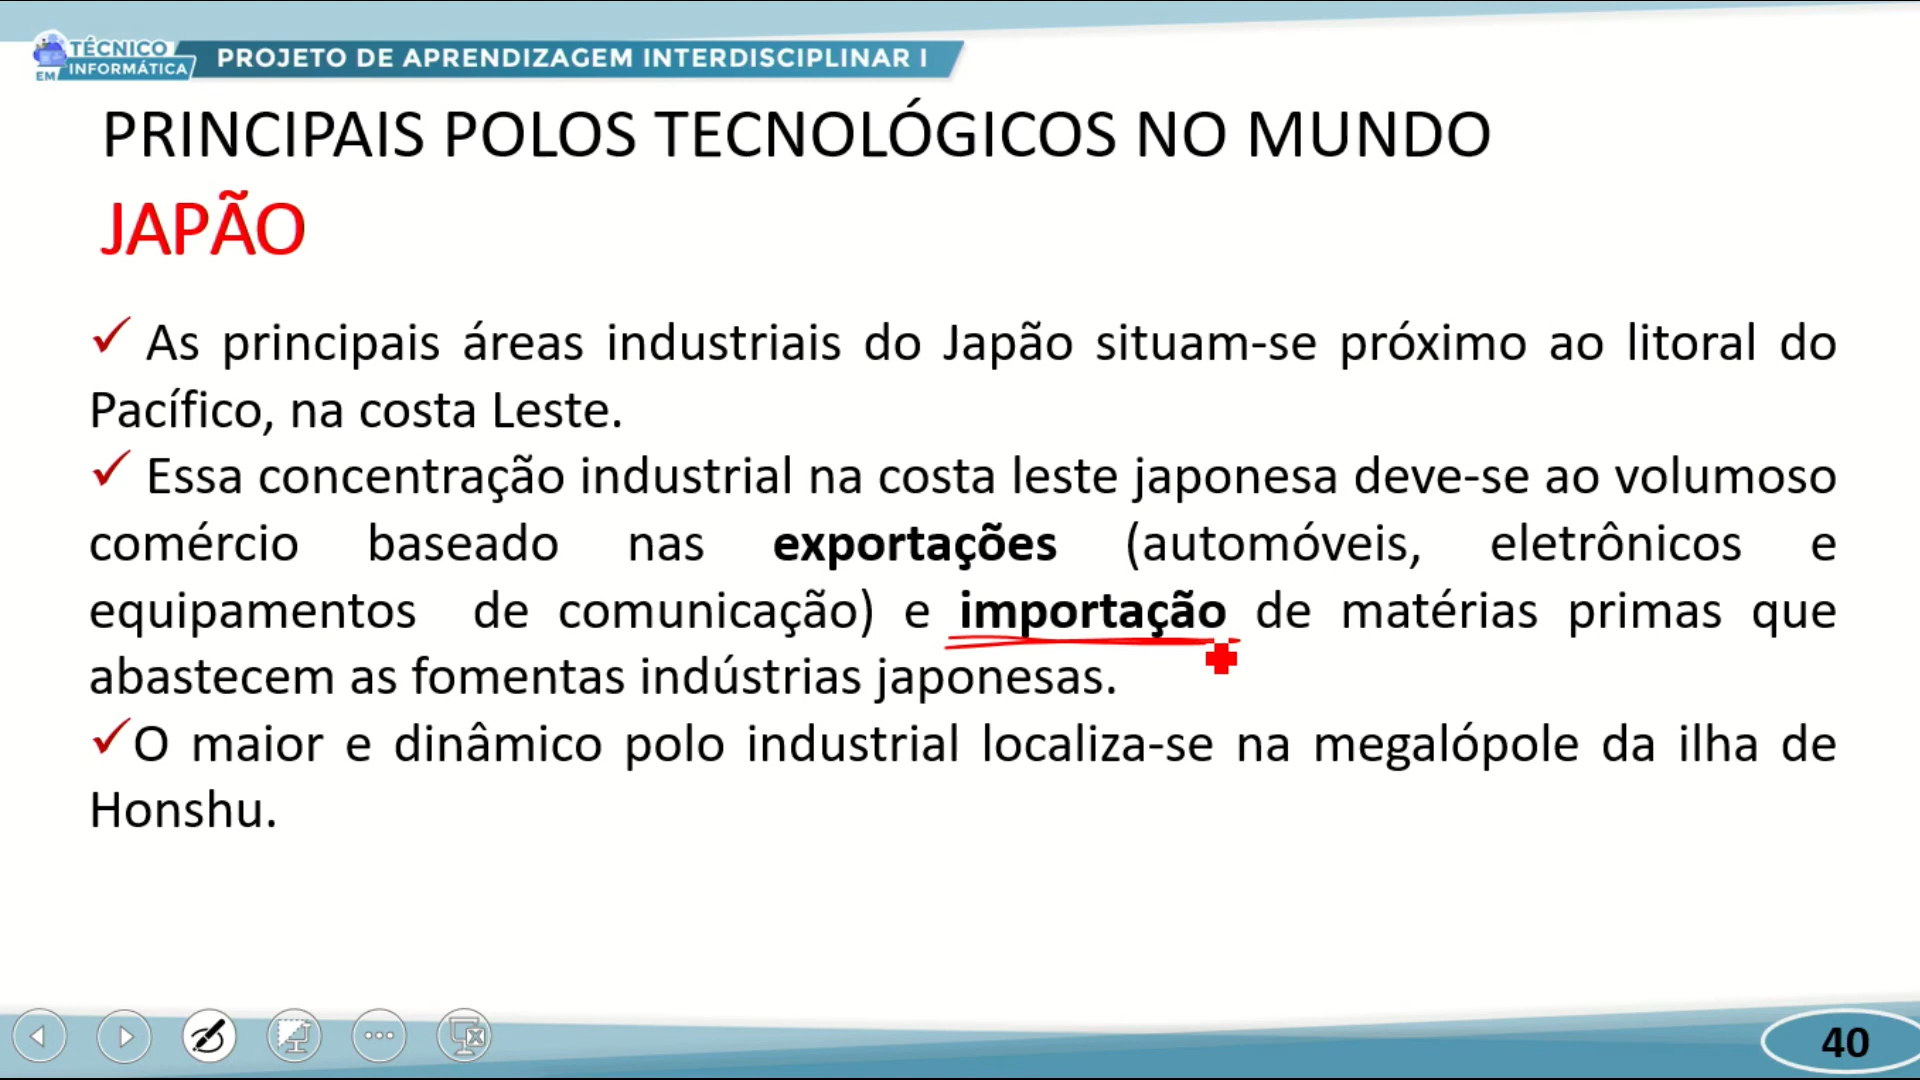 TÉCNICO
EM INFORMÁTICA
PROJETO DE APRENDIZAGEM INTERDISCIPLINAR I
PRINCIPAIS POLOS TECNOLÓGICOS NO MUNDO
JAPÃO
✓ As principais áreas industriais do Japão situam-se próximo ao litoral do
Pacífico, na costa Leste.
✓ Essa concentração industrial na costa leste japonesa deve-se ao volumoso
comércio baseado nas exportações (automóveis, eletrônicos e
equipamentos de comunicação) e importação de matérias primas que
abastecem as fomentas indústrias japonesas.
✓O maior e dinâmico polo industrial localiza-se na megalópole da ilha de
Honshu.
40